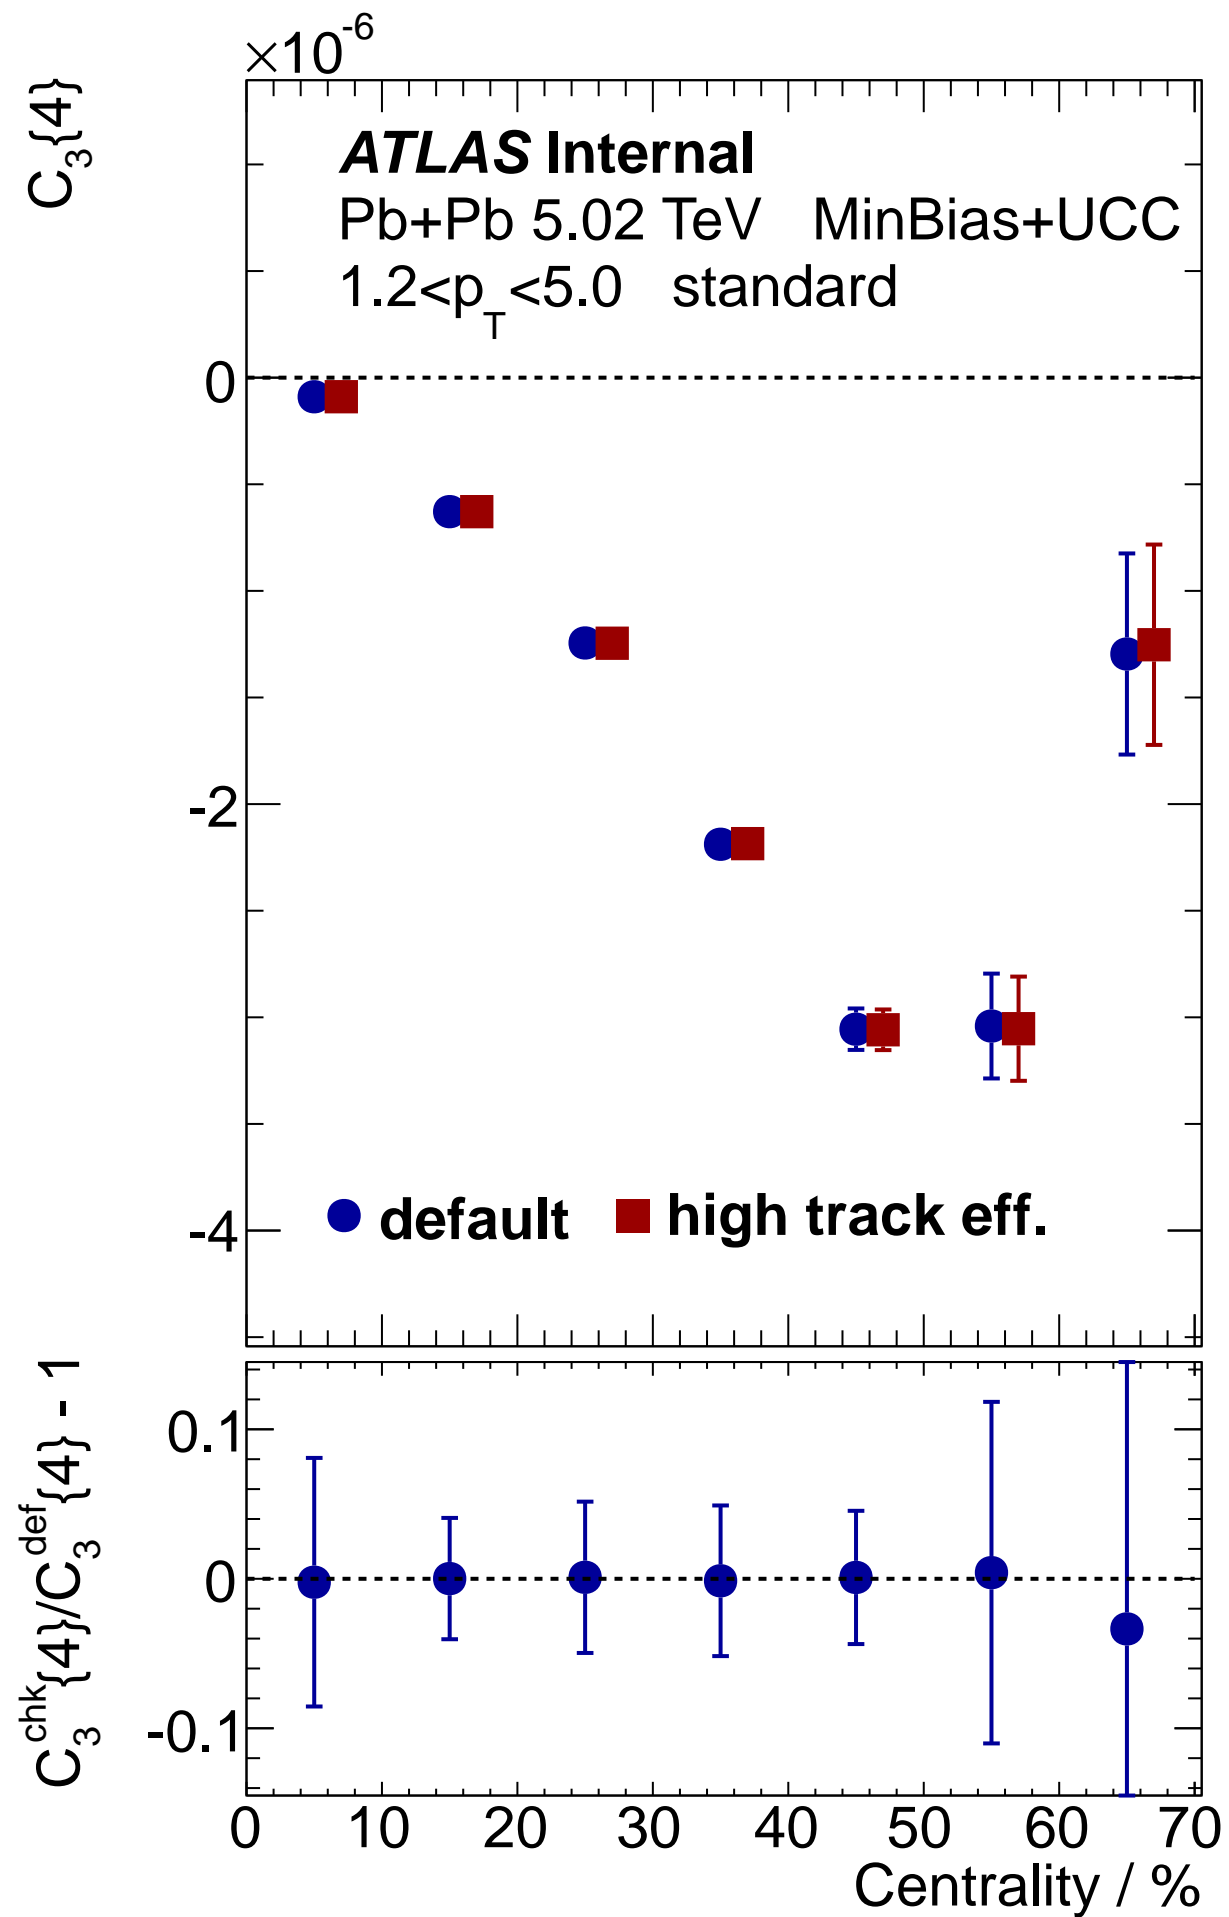 ×10⁻⁶
C₃{4}
ATLAS Internal
Pb+Pb 5.02 TeV MinBias+UCC
1.2<p_T<5.0 standard
0
-2
-4
default high track eff.
C₃^chk{4}/C₃^def{4} - 1
0.1
0
-0.1
0 10 20 30 40 50 60 70
Centrality / %